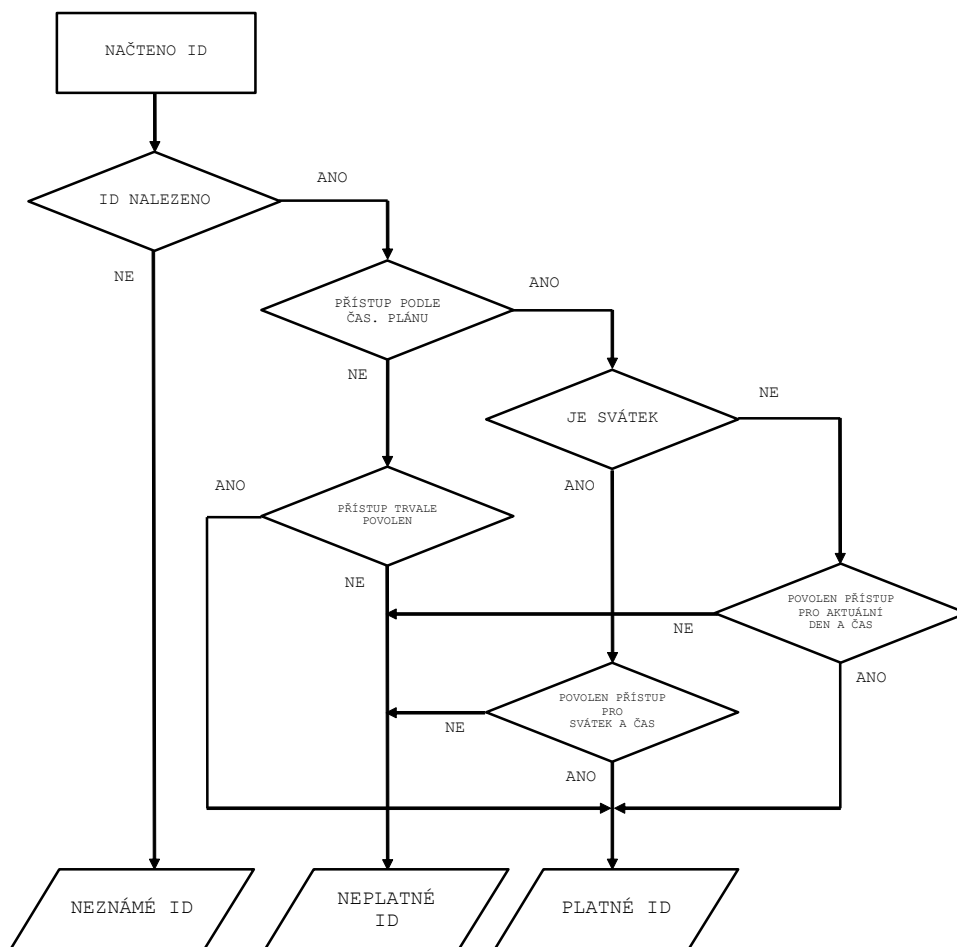 NAČTENO ID
ANO
ID NALEZENO
NE
ANO
PŘÍSTUP PODLE
ČAS. PLÁNU
NE
NE
JE SVÁTEK
ANO
ANO
PŘÍSTUP TRVALE
POVOLEN
NE
POVOLEN PŘÍSTUP
PRO AKTUÁLNÍ
DEN A ČAS
NE
ANO
POVOLEN PŘÍSTUP
PRO
SVÁTEK A ČAS
NE
ANO
NEZNÁMÉ ID
NEPLATNÉ
ID
PLATNÉ ID